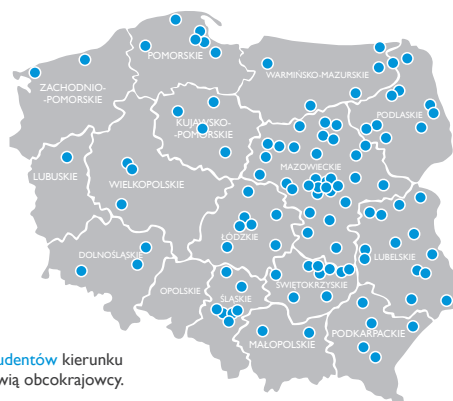 POMORSKIE
WARMIŃSKO-MAZURSKIE
ZACHODNIO-
-POMORSKIE
PODLASKIE
KUJAWSKO-
-POMORSKIE
MAZOWIECKIE
LUBUSKIE
WIELKOPOLSKIE
ŁÓDZKIE
DOLNOŚLĄSKIE
LUBELSKIE
OPOLSKIE
ŚLĄSKIE
ŚWIĘTOKRZYSKIE
PODKARPACKIE
MAŁOPOLSKIE
udentów kierunku
wią obcokrajowcy.